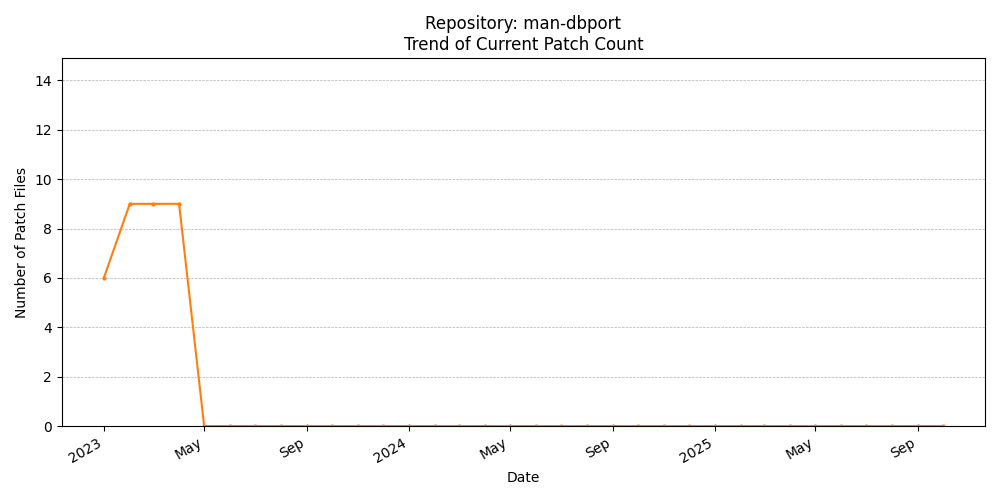 Repository: man-dbport
Trend of Current Patch Count
14
12
10
8
6
4
2
0
Number of Patch Files
2023
May
Sep
2024
May
Sep
2025
May
Sep
Date